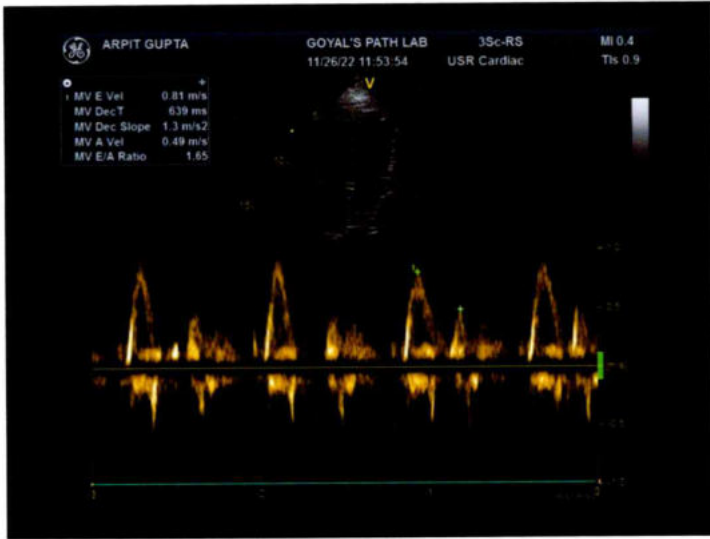 ARPIT GUPTA GOYAL'S PATH LAB 3Sc-RS MI 0.4
11/26/22 11:53:54 USR Cardiac TIs 0.9
V
+
1 MV E Vel 0.81 m/s
MV DecT 639 ms
MV Dec Slope 1.3 m/s2
MV A Vel 0.49 m/s
MV E/A Ratio 1.65